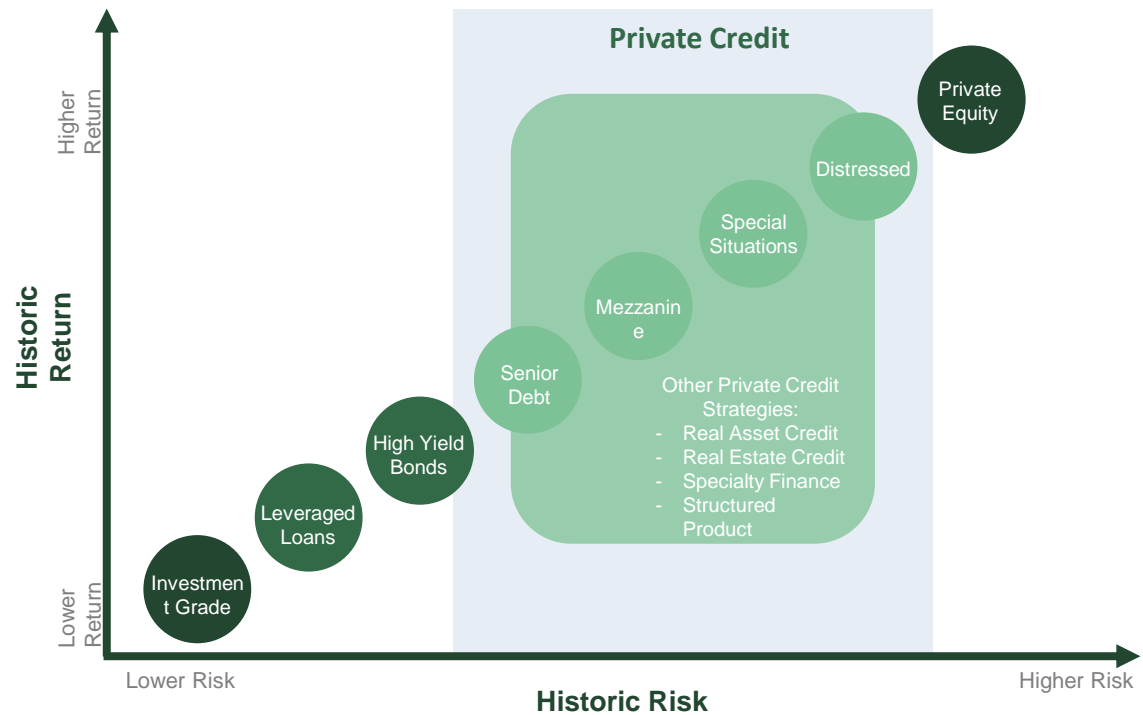 Private Credit
Higher
Return
Private
Equity
Distressed
Special
Situations
Historic
Return
Mezzanin
e
Senior
Debt
Other Private Credit
Strategies:
- Real Asset Credit
- Real Estate Credit
- Specialty Finance
- Structured
Product
High Yield
Bonds
Leveraged
Loans
Investmen
t Grade
Lower
Return
Lower Risk
Historic Risk
Higher Risk